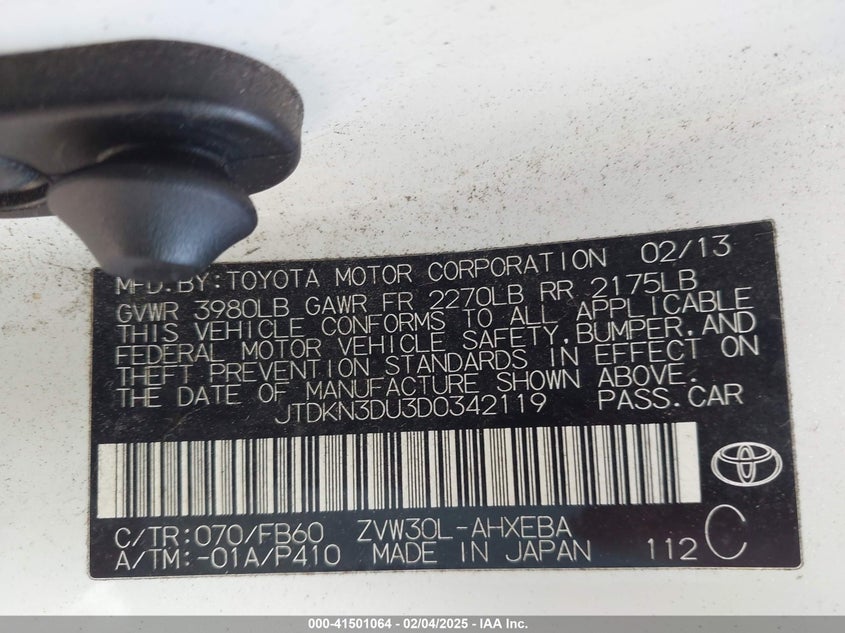 MFD.BY:TOYOTA MOTOR CORPORATION 02/13
GVWR 3980LB GAWR FR 2270LB RR 2175LB
THIS VEHICLE CONFORMS TO ALL APPLICABLE
FEDERAL MOTOR VEHICLE SAFETY,BUMPER,AND
THEFT PREVENTION STANDARDS IN EFFECT ON
THE DATE OF MANUFACTURE SHOWN ABOVE.
JTDKN3DU3D0342119 PASS.CAR
C/TR:070/FB60 ZVW30L-AHXEBA
A/TM:-01A/P410 MADE IN JAPAN 112 C
000-41501064 — 02/04/2025 — IAA Inc.